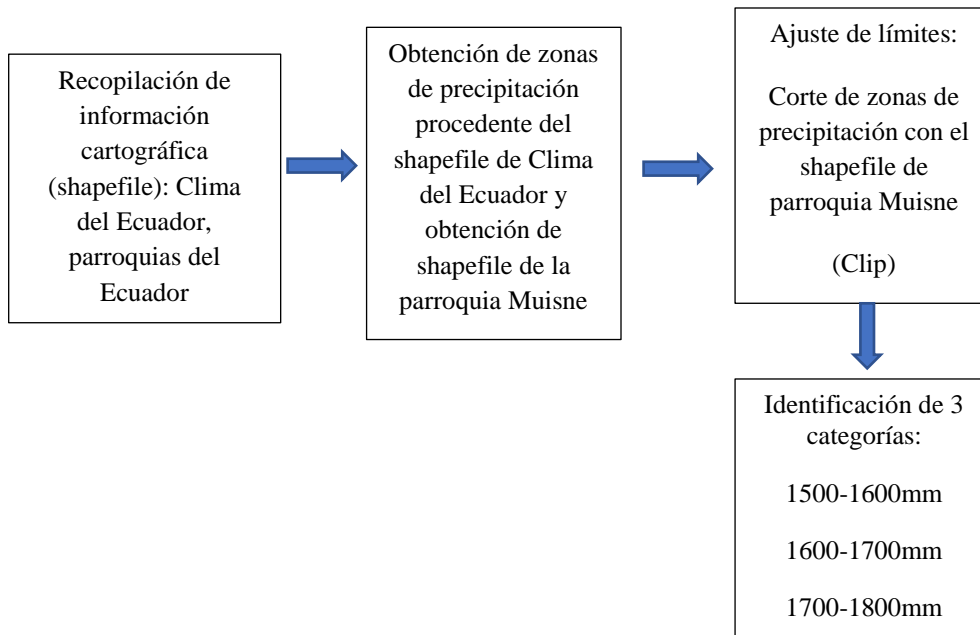 Recopilación de
información
cartográfica
(shapefile): Clima
del Ecuador,
parroquias del
Ecuador
Obtención de zonas
de precipitación
procedente del
shapefile de Clima
del Ecuador y
obtención de
shapefile de la
parroquia Muisne
Ajuste de límites:
Corte de zonas de
precipitación con el
shapefile de
parroquia Muisne
(Clip)
Identificación de 3
categorías:
1500-1600mm
1600-1700mm
1700-1800mm